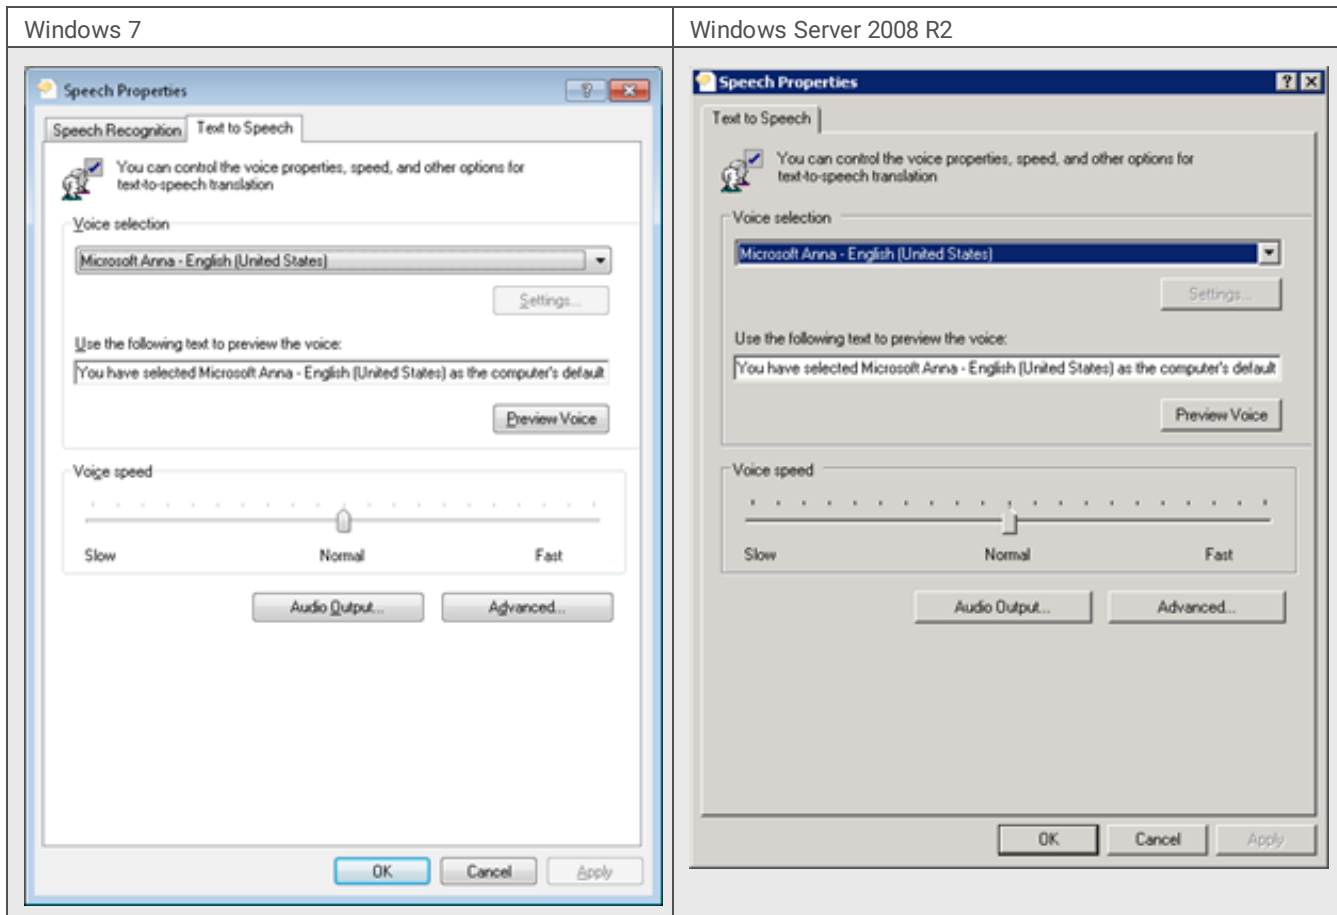 Windows 7
Speech Properties
Speech Recognition
Text to Speech
You can control the voice properties, speed, and other options for
text-to-speech translation
Voice selection
Microsoft Anna - English (United States)
Settings...
Use the following text to preview the voice:
You have selected Microsoft Anna - English (United States) as the computer's default
Preview Voice
Voice speed
Slow Normal Fast
Audio Output... Advanced...
OK Cancel Apply
Windows Server 2008 R2
Speech Properties
Text to Speech
You can control the voice properties, speed, and other options for
text-to-speech translation
Voice selection
Microsoft Anna - English (United States)
Settings...
Use the following text to preview the voice:
You have selected Microsoft Anna - English (United States) as the computer's default
Preview Voice
Voice speed
Slow Normal Fast
Audio Output... Advanced...
OK Cancel Apply